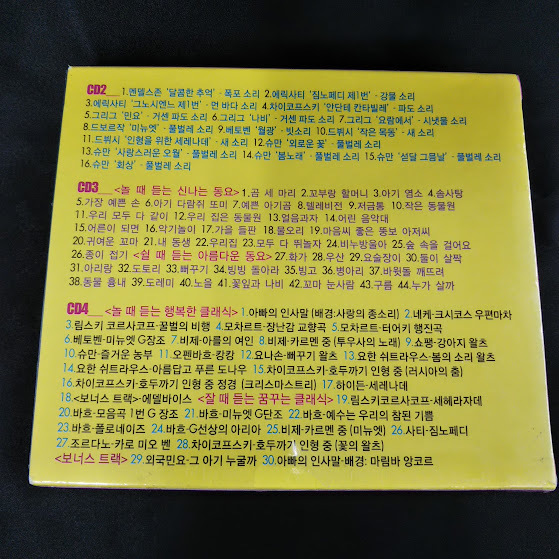 CD2__ 1.멘델스존 '달콤한 추억' - 폭포 소리 2.에릭사티 '짐노페디 제1번' - 강물 소리
3.에릭사티 '그노시엔느 제1번' - 먼 바다 소리 4.차이코프스키 '안단테 칸타빌레' - 파도 소리
5.그리그 '민요' - 거센 파도 소리 6.그리그 '나비' - 거센 파도 소리 7.그리그 '요람에서' - 시냇물 소리
8.드보르작 '미뉴엣' - 풀벌레 소리 9.베토벤 '월광' - 빗소리 10.드뷔시 '작은 목동' - 새 소리
11.드뷔시 '인형을 위한 세레나데' - 새 소리 12.슈만 '외로운 꽃' - 풀벌레 소리
13.슈만 '사랑스러운 오월' - 풀벌레 소리 14.슈만 '봄노래' - 풀벌레 소리 15.슈만 '섣달 그믐날' - 풀벌레 소리
16.슈만 '회상' - 풀벌레 소리
CD3__ <놀 때 듣는 신나는 동요> 1.곰 세 마리 2.꼬부랑 할머니 3.아기 염소 4.솜사탕
5.가장 예쁜 손 6.아기 다람쥐 또미 7.예쁜 아기곰 8.텔레비전 9.저금통 10.작은 동물원
11.우리 모두 다 같이 12.우리 집은 동물원 13.얼음과자 14.어린 음악대
15.어른이 되면 16.악기놀이 17.가을 들판 18.물오리 19.마음씨 좋은 뚱보 아저씨
20.귀여운 꼬마 21.내 동생 22.우리집 23.모두 다 뛰놀자 24.비누방울아 25.숲 속을 걸어요
26.종이 접기 <쉴 때 듣는 아름다운 동요> 27.화가 28.우산 29.요술장이 30.둘이 살짝
31.아리랑 32.도토리 33.뻐꾸기 34.빙빙 돌아라 35.빙고 36.병아리 37.바윗돌 깨뜨려
38.동물 흉내 39.도레미 40.노을 41.꽃잎과 나비 42.꼬마 눈사람 43.구름 44.누가 살까
CD4__ <놀 때 듣는 행복한 클래식> 1.아빠의 인사말 (배경:사랑의 종소리) 2.네케-크시코스 우편마차
3.림스키 코르사코프-꿀벌의 비행 4.모차르트-장난감 교향곡 5.모차르트-터어키 행진곡
6.베토벤-미뉴엣 G장조 7.비제-아를의 여인 8.비제-카르멘 중 (투우사의 노래) 9.쇼팽-강아지 왈츠
10.슈만-즐거운 농부 11.오펜바흐-캉캉 12.요나손-뻐꾸기 왈츠 13.요한 쉬트라우스-봄의 소리 왈츠
14.요한 쉬트라우스-아름답고 푸른 도나우 15.차이코프스키-호두까기 인형 중 (러시아의 춤)
16.차이코프스키-호두까기 인형 중 정경 (크리스마스트리) 17.하이든-세레나데
18.<보너스 트랙>-에델바이스 <잘 때 듣는 꿈꾸는 클래식> 19.림스키코르사코프-세헤라자데
20.바흐-모음곡 1번 G 장조 21.바흐-미뉴엣 G단조 22.바흐-예수는 우리의 참된 기쁨
23.바흐-폴로네이즈 24.바흐-G선상의 아리아 25.비제-카르멘 중 (미뉴엣) 26.사티-짐노페디
27.조르다노-카로 미오 벤 28.차이코프스키-호두까기 인형 중 (꽃의 왈츠)
<보너스 트랙> 29.외국민요-그 아기 누굴까 30.아빠의 인사말-배경: 마림바 앙코르